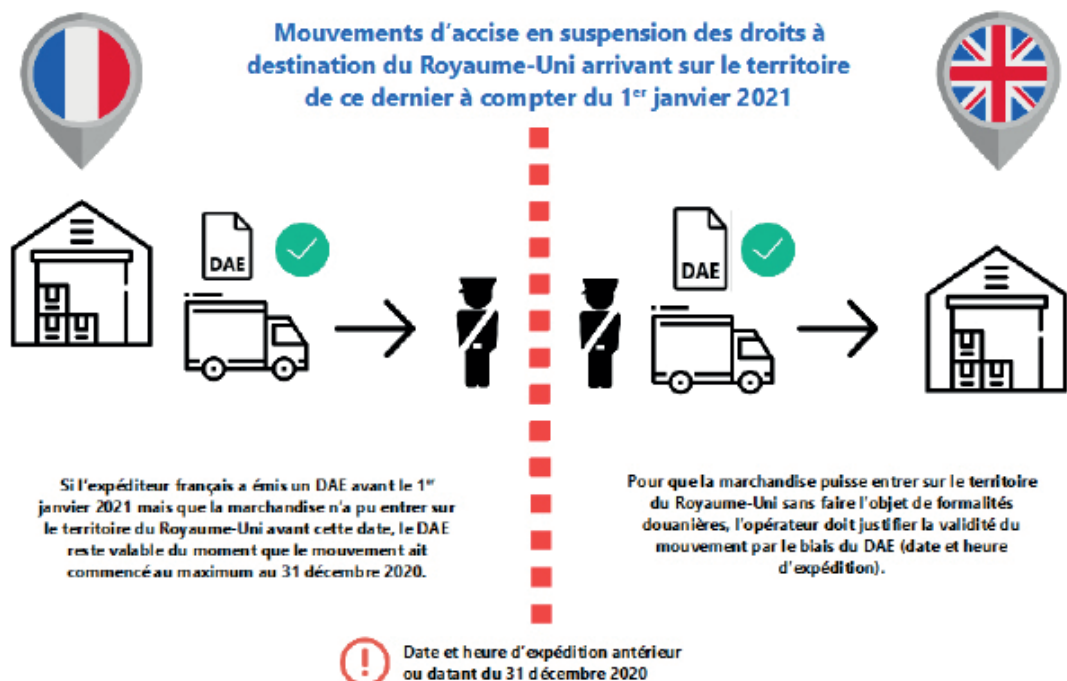 Mouvements d'accise en suspension des droits à
destination du Royaume-Uni arrivant sur le territoire
de ce dernier à compter du 1er janvier 2021
DAE
DAE
Si l'expéditeur français a émis un DAE avant le 1er
janvier 2021 mais que la marchandise n'a pu entrer sur
le territoire du Royaume-Uni avant cette date, le DAE
reste valable du moment que le mouvement ait
commencé au maximum au 31 décembre 2020.
Pour que la marchandise puisse entrer sur le territoire
du Royaume-Uni sans faire l'objet de formalités
douanières, l'opérateur doit justifier la validité du
mouvement par le biais du DAE (date et heure
d'expédition).
Date et heure d'expédition antérieur
ou datant du 31 décembre 2020